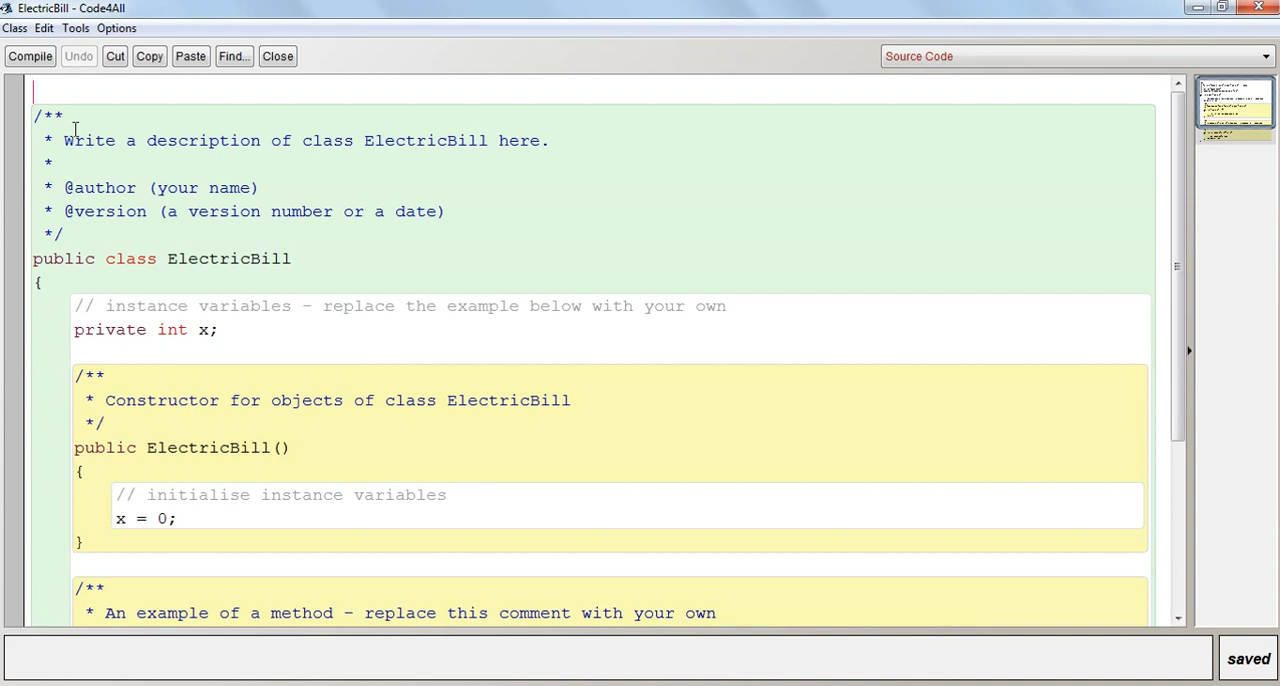 ElectricBill - Code4All
Class Edit Tools Options
Compile Undo Cut Copy Paste Find... Close Source Code
/**
* Write a description of class ElectricBill here.
*
* @author (your name)
* @version (a version number or a date)
*/
public class ElectricBill
{
// instance variables - replace the example below with your own
private int x;
/**
* Constructor for objects of class ElectricBill
*/
public ElectricBill()
{
// initialise instance variables
x = 0;
}
/**
* An example of a method - replace this comment with your own
saved